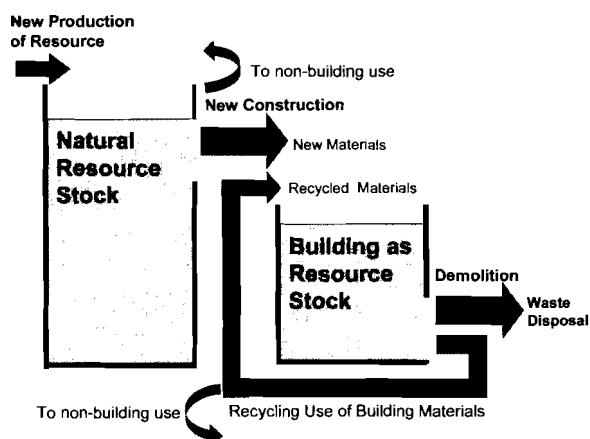 New Production
of Resource
To non-building use
New Construction
Natural
Resource
Stock
New Materials
Recycled Materials
Building as
Resource
Stock
Demolition
Waste
Disposal
To non-building use
Recycling Use of Building Materials